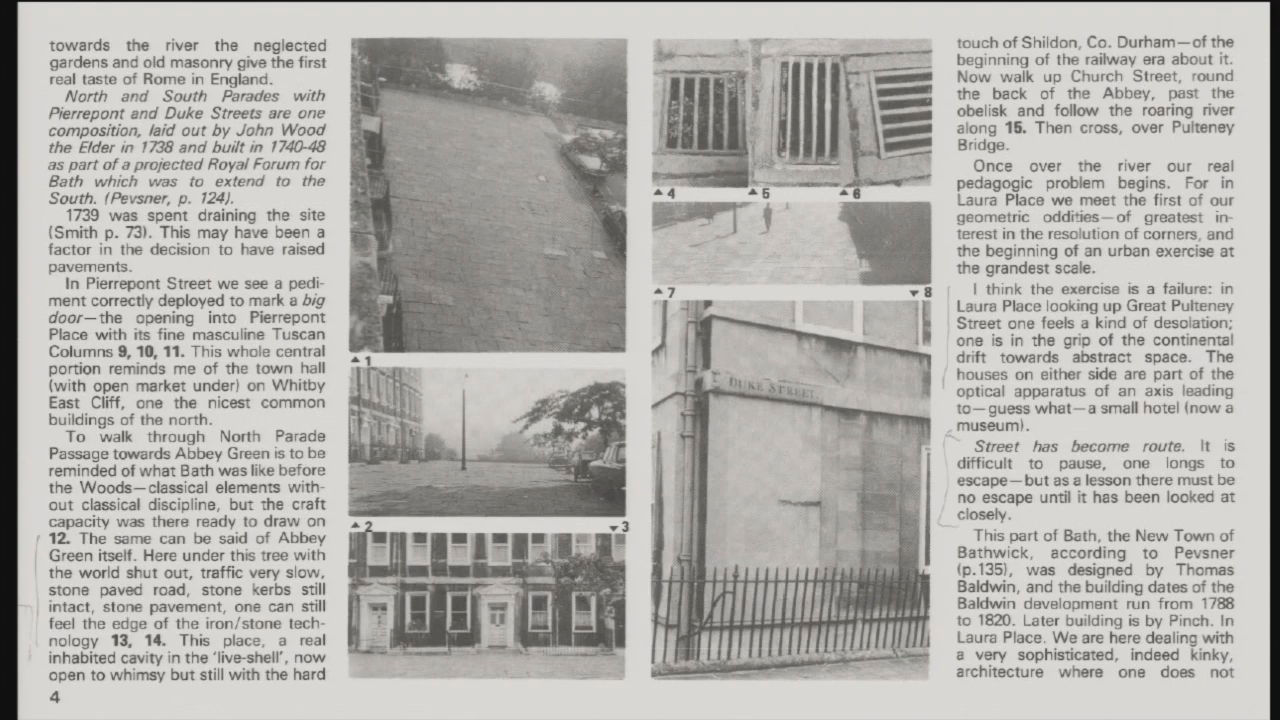 towards the river the neglected
gardens and old masonry give the first
real taste of Rome in England.
North and South Parades with
Pierrepont and Duke Streets are one
composition, laid out by John Wood
the Elder in 1738 and built in 1740-48
as part of a projected Royal Forum for
Bath which was to extend to the
South. (Pevsner, p. 124).
1739 was spent draining the site
(Smith p. 73). This may have been a
factor in the decision to have raised
pavements.
In Pierrepont Street we see a pedi-
ment correctly deployed to mark a big
door—the opening into Pierrepont
Place with its fine masculine Tuscan
Columns 9, 10, 11. This whole central
portion reminds me of the town hall
(with open market under) on Whitby
East Cliff, one the nicest common
buildings of the north.
To walk through North Parade
Passage towards Abbey Green is to be
reminded of what Bath was like before
the Woods—classical elements with-
out classical discipline, but the craft
capacity was there ready to draw on
12. The same can be said of Abbey
Green itself. Here under this tree with
the world shut out, traffic very slow,
stone paved road, stone kerbs still
intact, stone pavement, one can still
feel the edge of the iron/stone tech-
nology 13, 14. This place, a real
inhabited cavity in the 'live-shell', now
open to whimsy but still with the hard
4
▲1
▲2
▼3
▲4
▲5
▲6
▲7
▼8
DUKE STREET.
touch of Shildon, Co. Durham—of the
beginning of the railway era about it.
Now walk up Church Street, round
the back of the Abbey, past the
obelisk and follow the roaring river
along 15. Then cross, over Pulteney
Bridge.
Once over the river our real
pedagogic problem begins. For in
Laura Place we meet the first of our
geometric oddities—of greatest in-
terest in the resolution of corners, and
the beginning of an urban exercise at
the grandest scale.
I think the exercise is a failure: in
Laura Place looking up Great Pulteney
Street one feels a kind of desolation;
one is in the grip of the continental
drift towards abstract space. The
houses on either side are part of the
optical apparatus of an axis leading
to—guess what—a small hotel (now a
museum).
Street has become route. It is
difficult to pause, one longs to
escape—but as a lesson there must be
no escape until it has been looked at
closely.
This part of Bath, the New Town of
Bathwick, according to Pevsner
(p.135), was designed by Thomas
Baldwin, and the building dates of the
Baldwin development run from 1788
to 1820. Later building is by Pinch. In
Laura Place. We are here dealing with
a very sophisticated, indeed kinky,
architecture where one does not